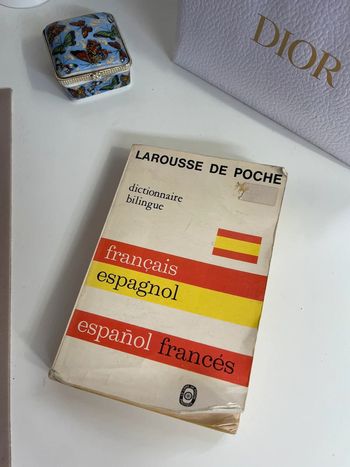 DIOR
LAROUSSE DE POCHE
dictionnaire
bilingue
français
espagnol
español francés